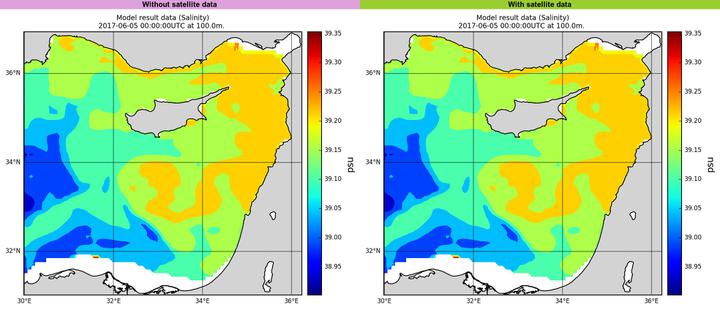 Without satellite data
With satellite data
Model result data (Salinity)
2017-06-05 00:00:00UTC at 100.0m.
Model result data (Salinity)
2017-06-05 00:00:00UTC at 100.0m.
36°N
34°N
32°N
30°E 32°E 34°E 36°E
39.35
39.30
39.25
39.20
39.15
39.10
39.05
39.00
38.95
psu
36°N
34°N
32°N
30°E 32°E 34°E 36°E
39.35
39.30
39.25
39.20
39.15
39.10
39.05
39.00
38.95
psu